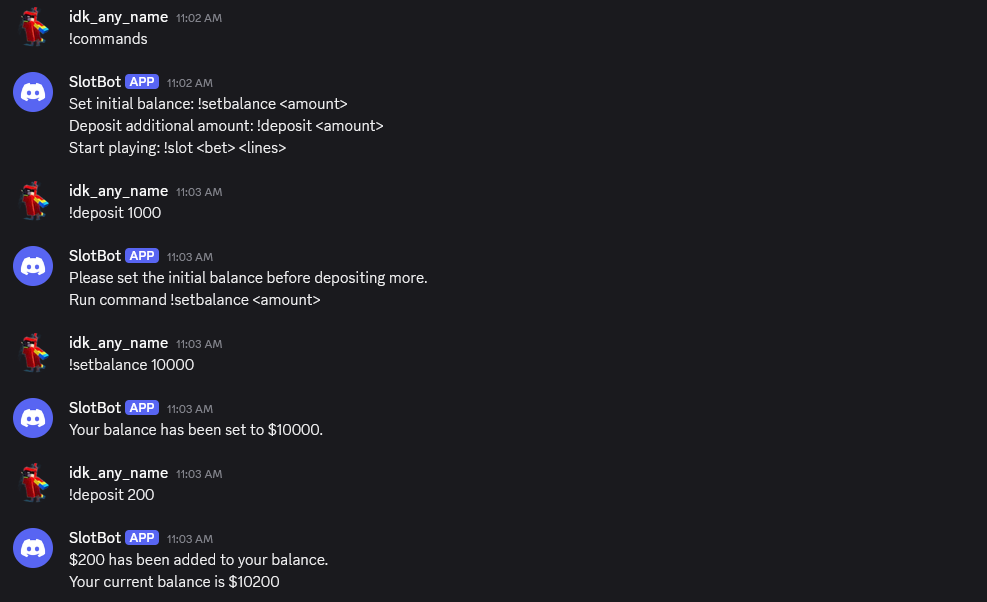 idk_any_name 11:02 AM
!commands
SlotBot APP 11:02 AM
Set initial balance: !setbalance <amount>
Deposit additional amount: !deposit <amount>
Start playing: !slot <bet> <lines>
idk_any_name 11:03 AM
!deposit 1000
SlotBot APP 11:03 AM
Please set the initial balance before depositing more.
Run command !setbalance <amount>
idk_any_name 11:03 AM
!setbalance 10000
SlotBot APP 11:03 AM
Your balance has been set to $10000.
idk_any_name 11:03 AM
!deposit 200
SlotBot APP 11:03 AM
$200 has been added to your balance.
Your current balance is $10200